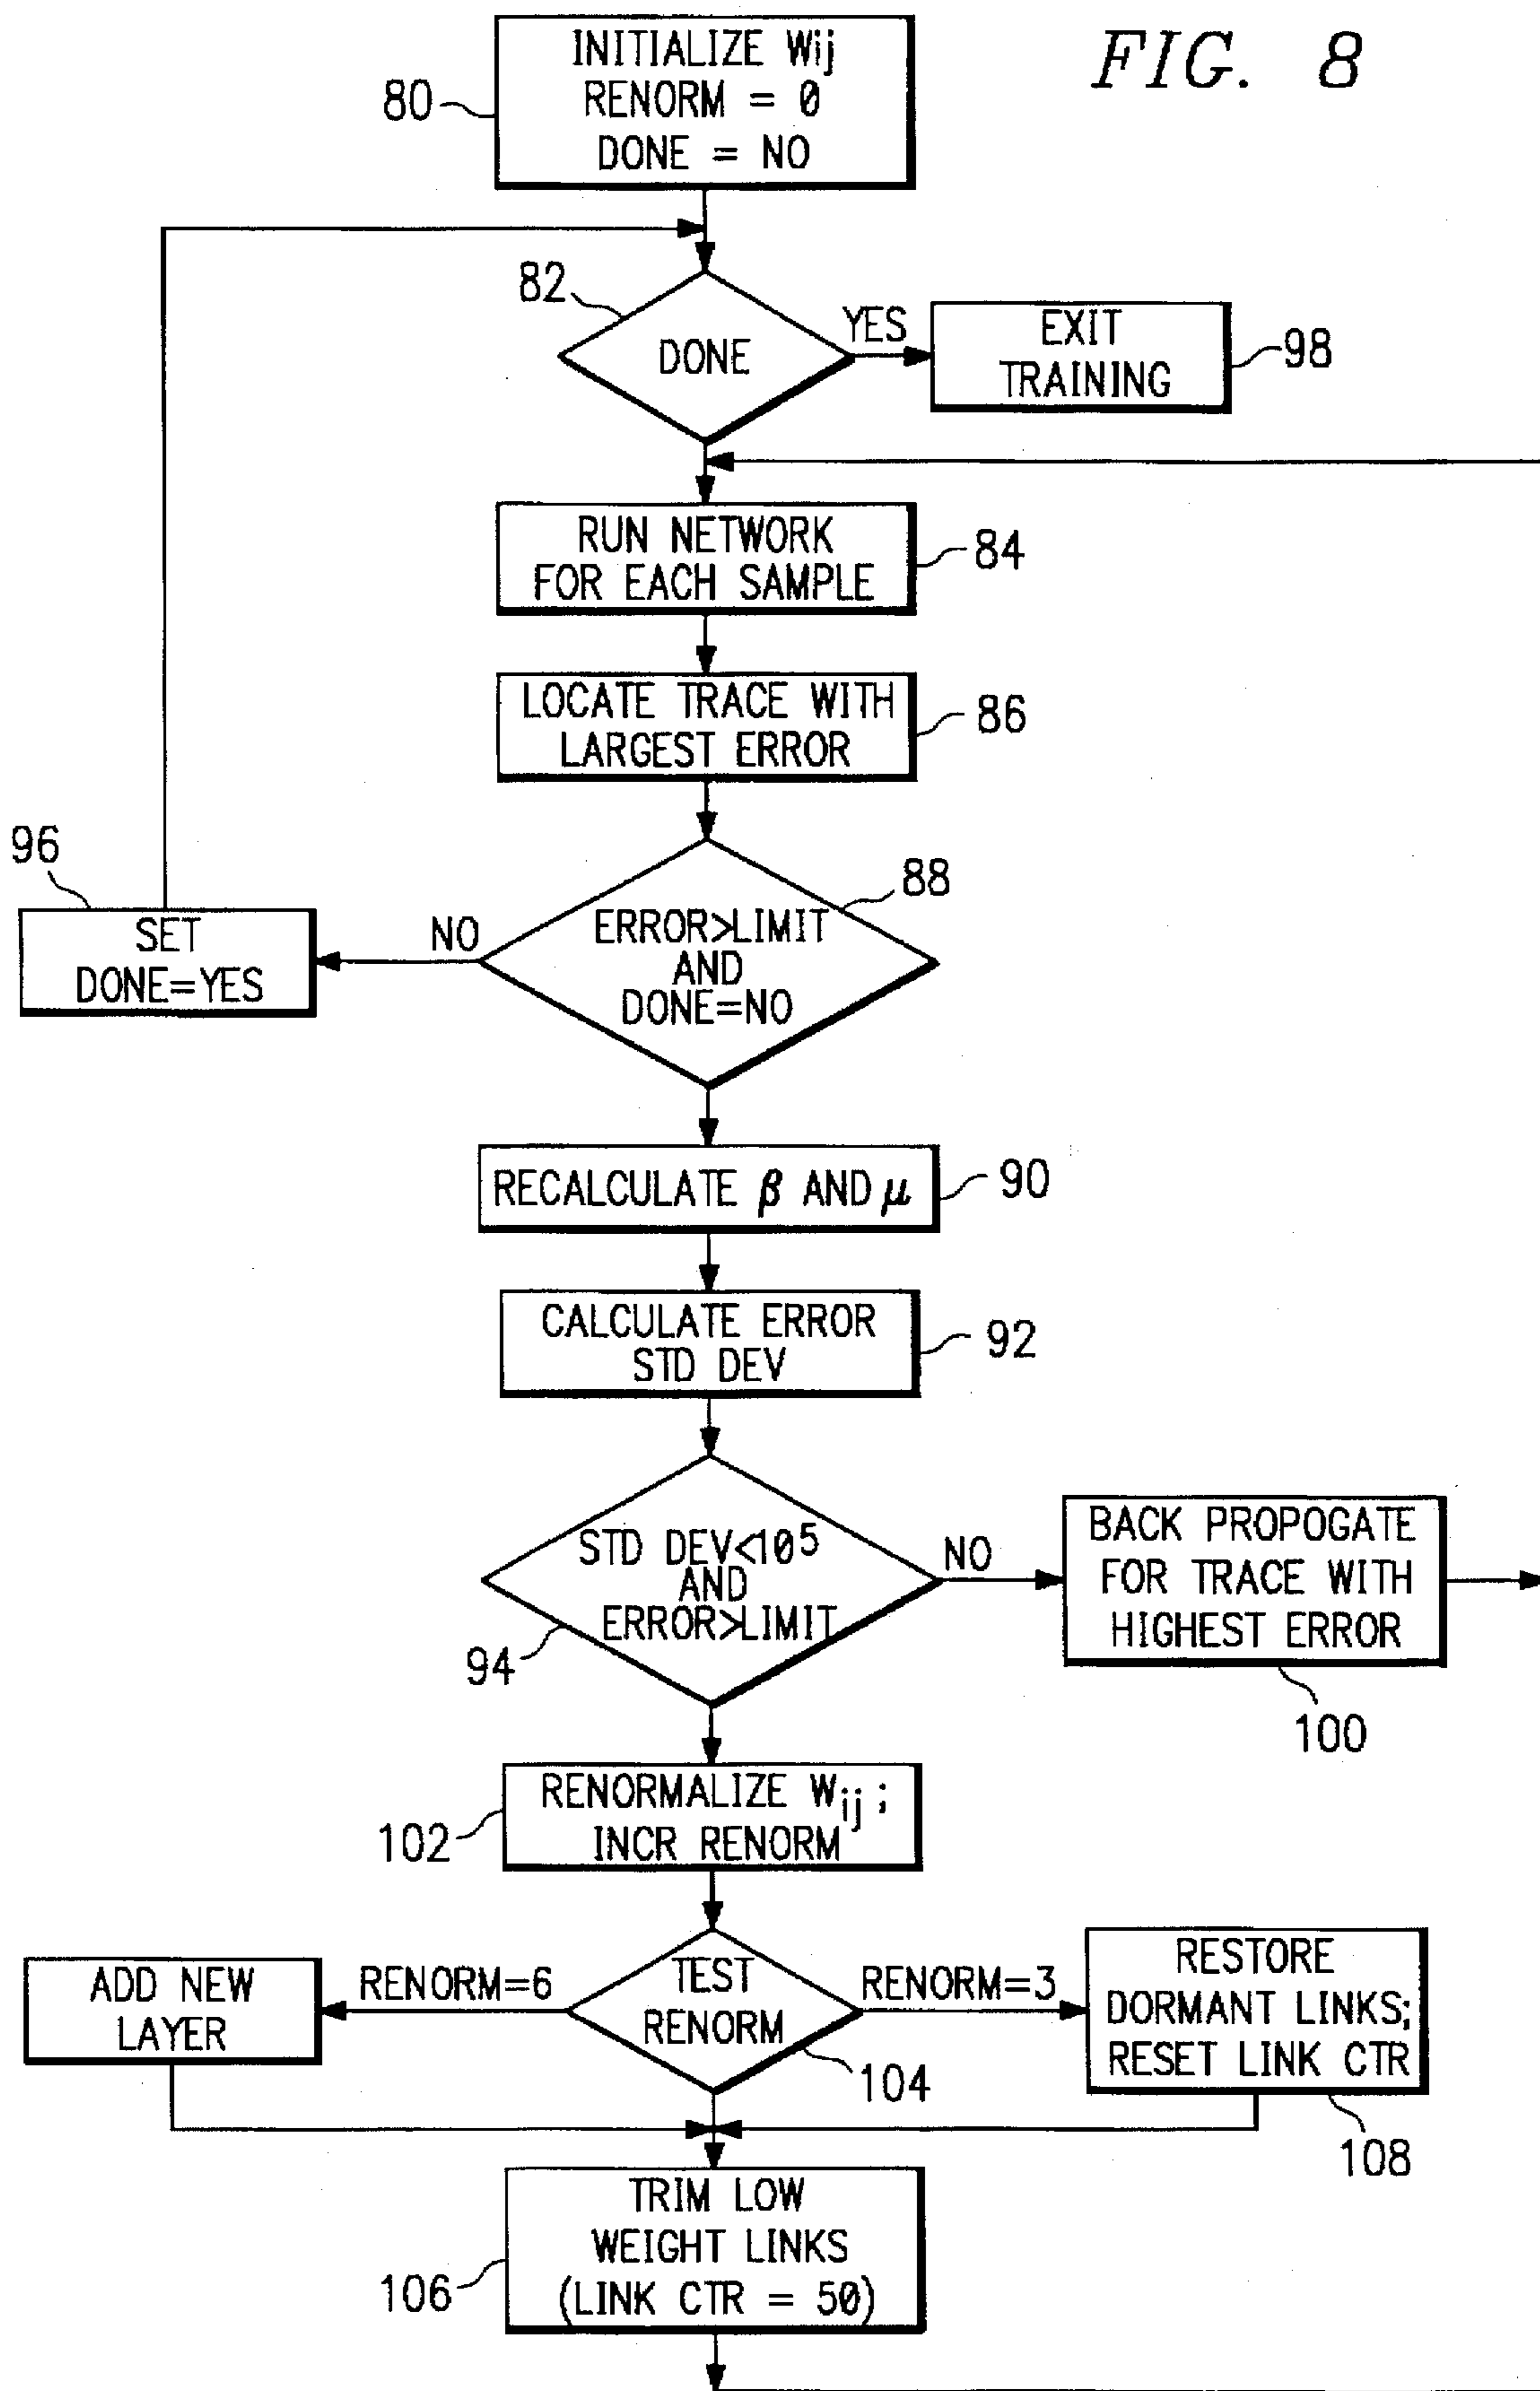 FIG. 8
INITIALIZE Wij
RENORM = 0
DONE = NO
80
82
DONE
YES
EXIT
TRAINING
98
RUN NETWORK
FOR EACH SAMPLE
84
LOCATE TRACE WITH
LARGEST ERROR
86
88
ERROR>LIMIT
AND
DONE=NO
NO
96
SET
DONE=YES
RECALCULATE β AND μ
90
CALCULATE ERROR
STD DEV
92
STD DEV<10⁵
AND
ERROR>LIMIT
94
NO
BACK PROPOGATE
FOR TRACE WITH
HIGHEST ERROR
100
RENORMALIZE Wij ;
INCR RENORM
102
TEST
RENORM
104
RENORM=6
ADD NEW
LAYER
RENORM=3
RESTORE
DORMANT LINKS;
RESET LINK CTR
108
TRIM LOW
WEIGHT LINKS
(LINK CTR = 50)
106